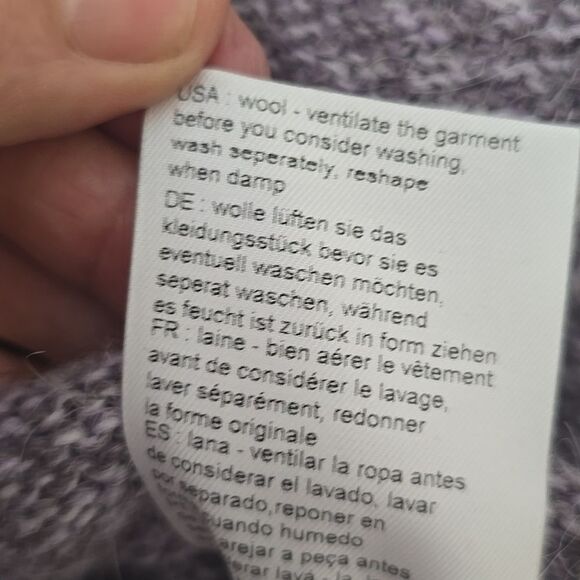 USA : wool - ventilate the garment
before you consider washing,
wash seperately, reshape
when damp
DE : wolle lüften sie das
kleidungsstück bevor sie es
eventuell waschen möchten,
seperat waschen, während
es feucht ist zurück in form ziehen
FR : laine - bien aérer le vêtement
avant de considérer le lavage,
laver séparément, redonner
la forme originale
ES : lana - ventilar la ropa antes
de considerar el lavado, lavar
por separado,reponer en
cuando humedo
arejar a peça antes